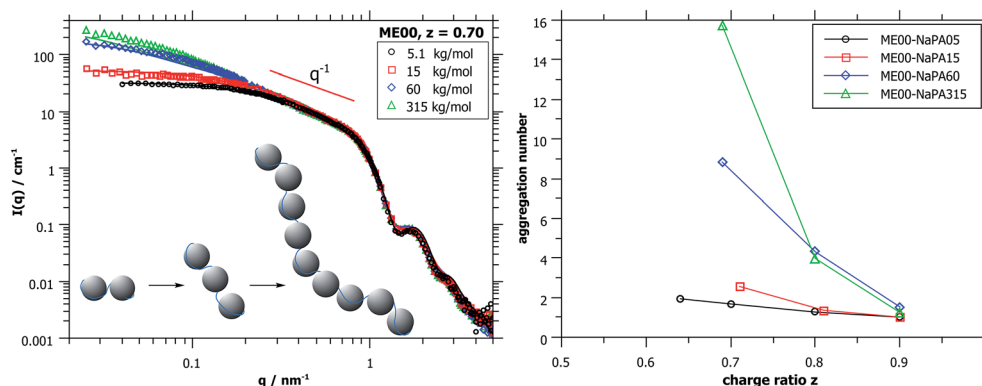 ME00, z = 0.70
5.1 kg/mol
15 kg/mol
60 kg/mol
315 kg/mol
q⁻¹
100
10
1
0.1
0.01
0.001
I(q) / cm⁻¹
0.1
1
q / nm⁻¹
ME00-NaPA05
ME00-NaPA15
ME00-NaPA60
ME00-NaPA315
16
14
12
10
8
6
4
2
0
aggregation number
0.5
0.6
0.7
0.8
0.9
1.0
charge ratio z